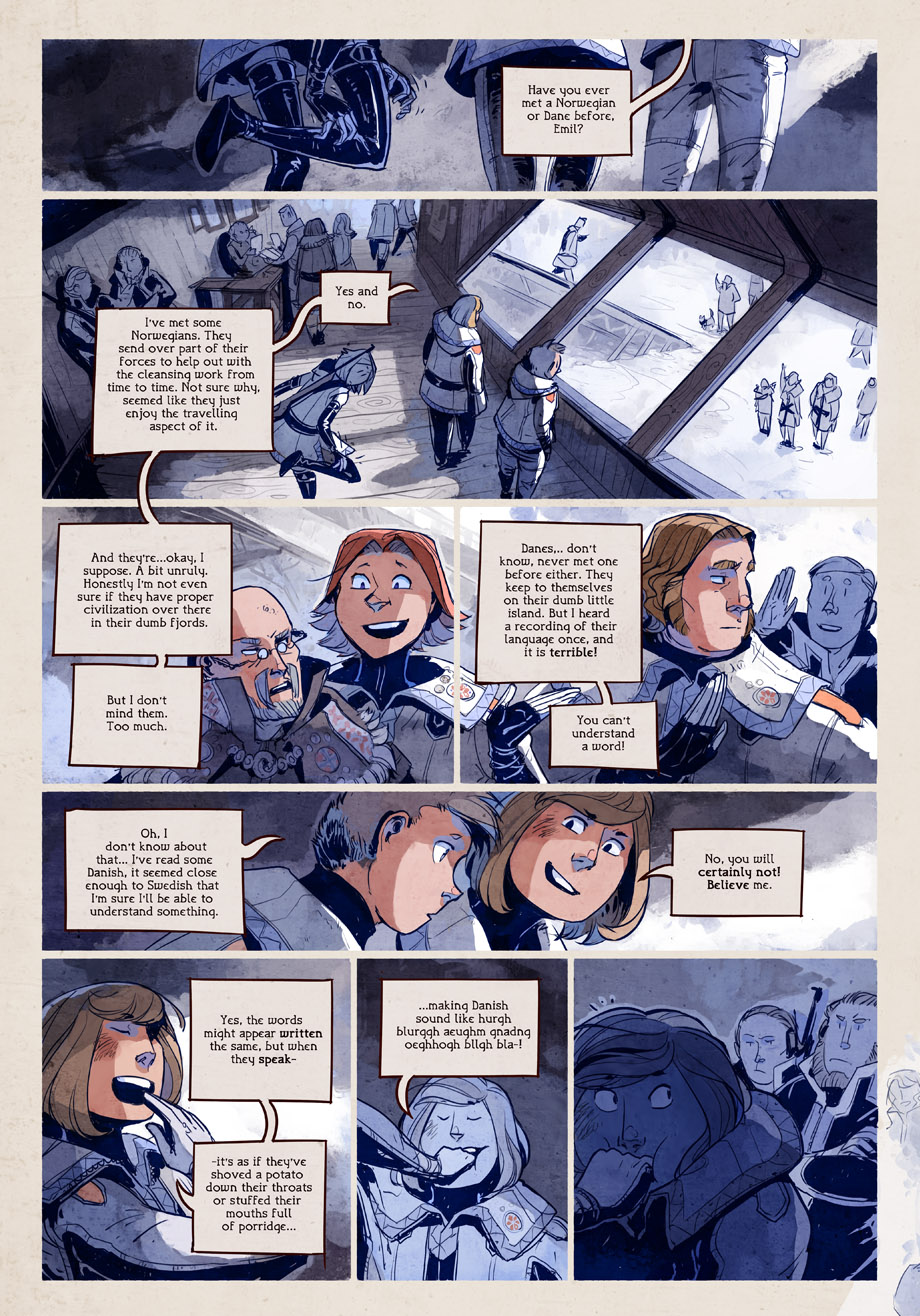 Have you ever
met a Norwegian
or Dane before,
Emil?
Yes and
no.
I've met some
Norwegians. They
send over part of their
forces to help out with
the cleansing work from
time to time. Not sure why,
seemed like they just
enjoy the travelling
aspect of it.
And they're...okay, I
suppose. A bit unruly.
Honestly I'm not even
sure if they have proper
civilization over there
in their dumb fjords.
But I don't
mind them.
Too much.
Danes,.. don't
know, never met one
before either. They
keep to themselves
on their dumb little
island. But I heard
a recording of their
language once, and
it is terrible!
You can't
understand
a word!
Oh, I
don't know about
that... I've read some
Danish, it seemed close
enough to Swedish that
I'm sure I'll be able to
understand something.
No, you will
certainly not!
Believe me.
Yes, the words
might appear written
the same, but when
they speak-
-it's as if they've
shoved a potato
down their throats
or stuffed their
mouths full
of porridge...
...making Danish
sound like hurgh
blurqqh aeughm gnadng
oeghhogh bllgh bla-!